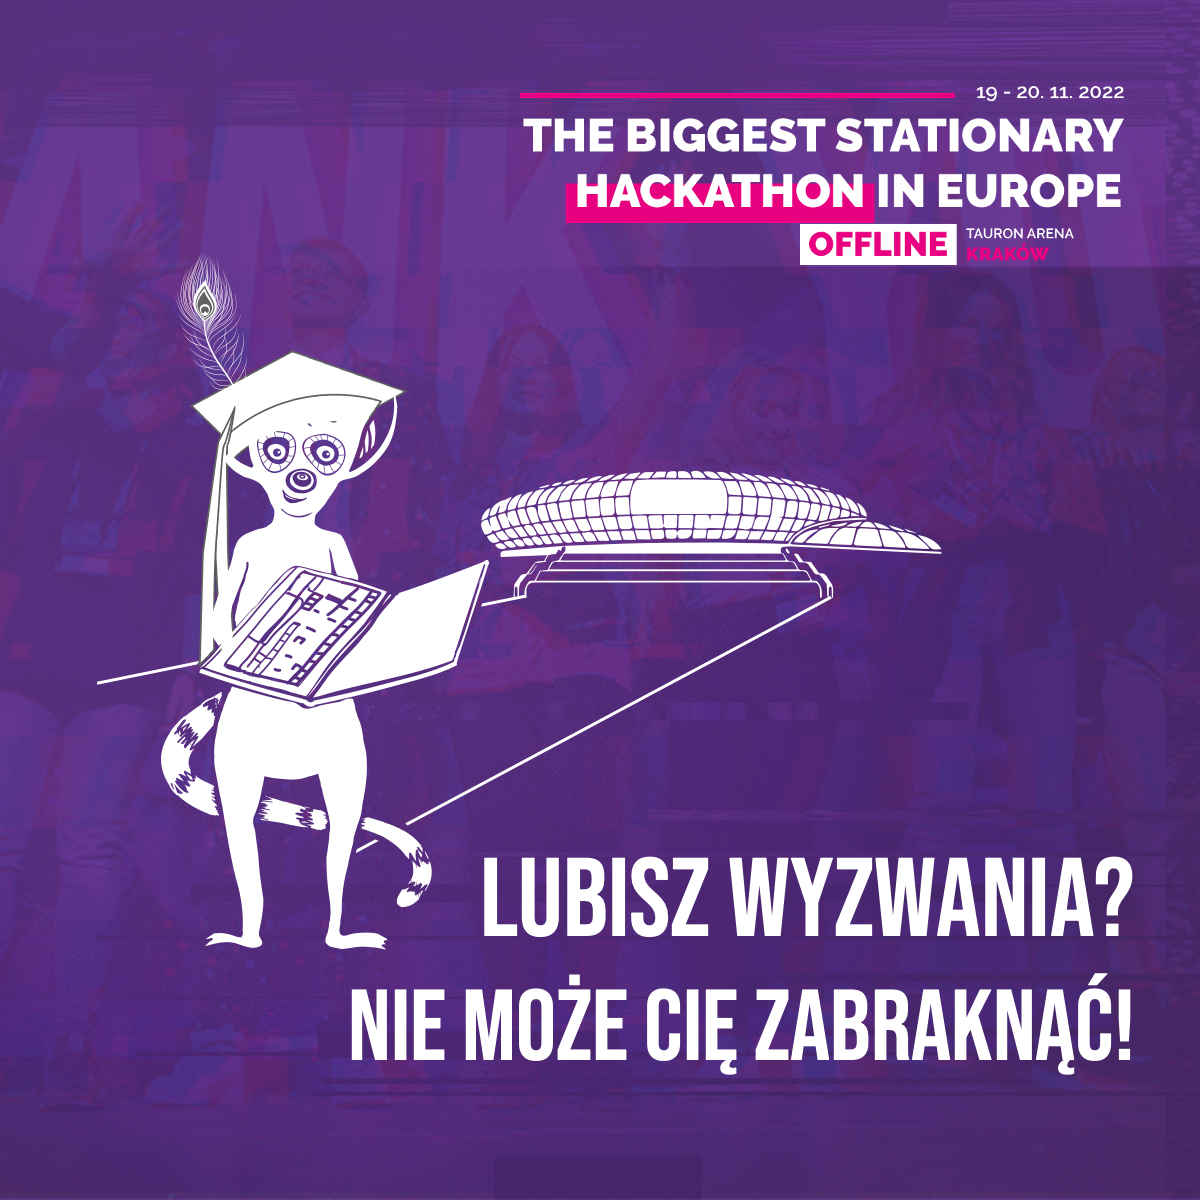 19 - 20. 11. 2022
THE BIGGEST STATIONARY
HACKATHON IN EUROPE
OFFLINE TAURON ARENA
KRAKÓW
LUBISZ WYZWANIA?
NIE MOŻE CIĘ ZABRAKNĄĆ!